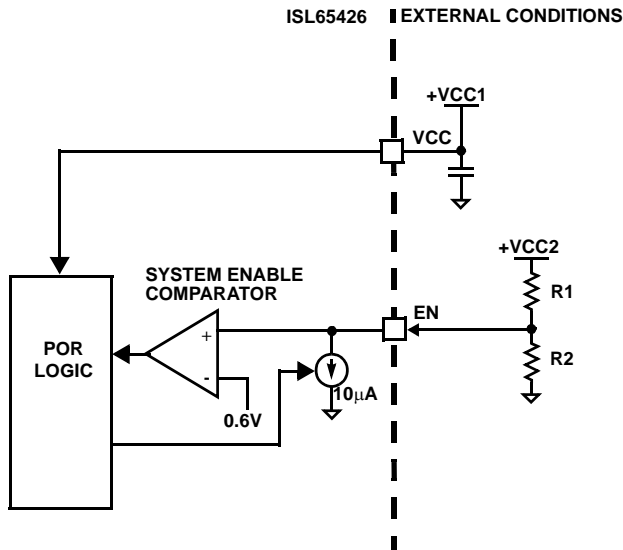 ISL65426
EXTERNAL CONDITIONS
+VCC1
VCC
+VCC2
SYSTEM ENABLE
COMPARATOR
R1
EN
POR
LOGIC
+
-
R2
10μA
0.6V